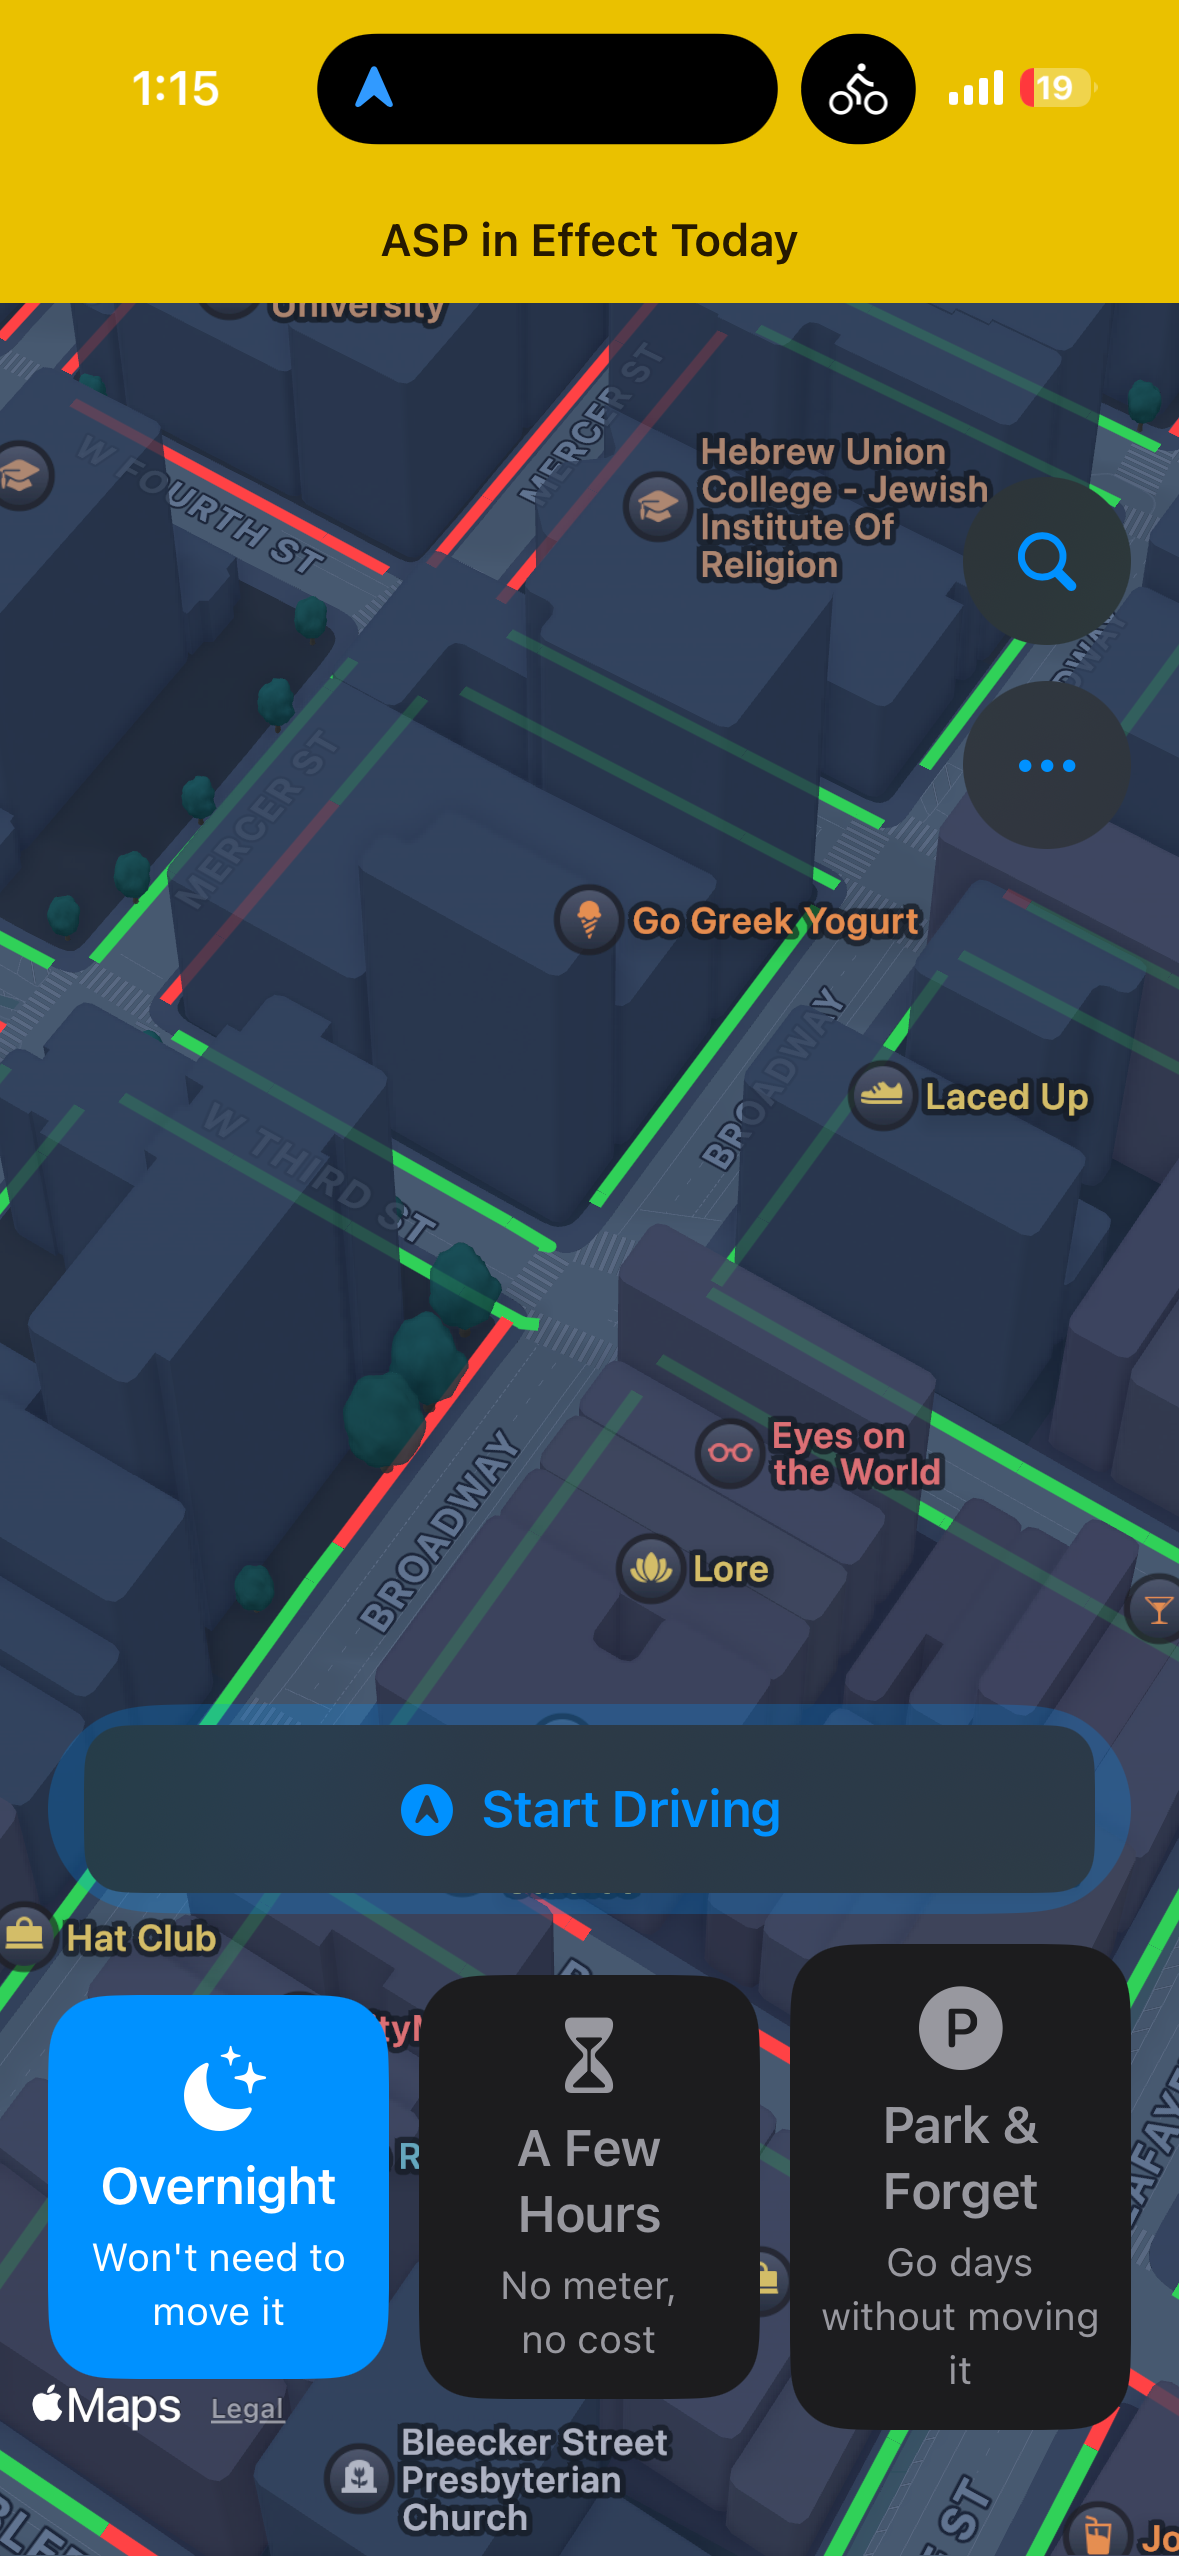 1:15
19
ASP in Effect Today
University
MERCER ST
W FOURTH ST
Hebrew Union
College - Jewish
Institute Of
Religion
MERCER ST
Go Greek Yogurt
BROADWAY
Laced Up
W THIRD ST
Eyes on
the World
BROADWAY
Lore
Start Driving
Hat Club
Overnight
Won't need to
move it
A Few
Hours
No meter,
no cost
P
Park &
Forget
Go days
without moving
it
Maps
Legal
Bleecker Street
Presbyterian
Church
ST